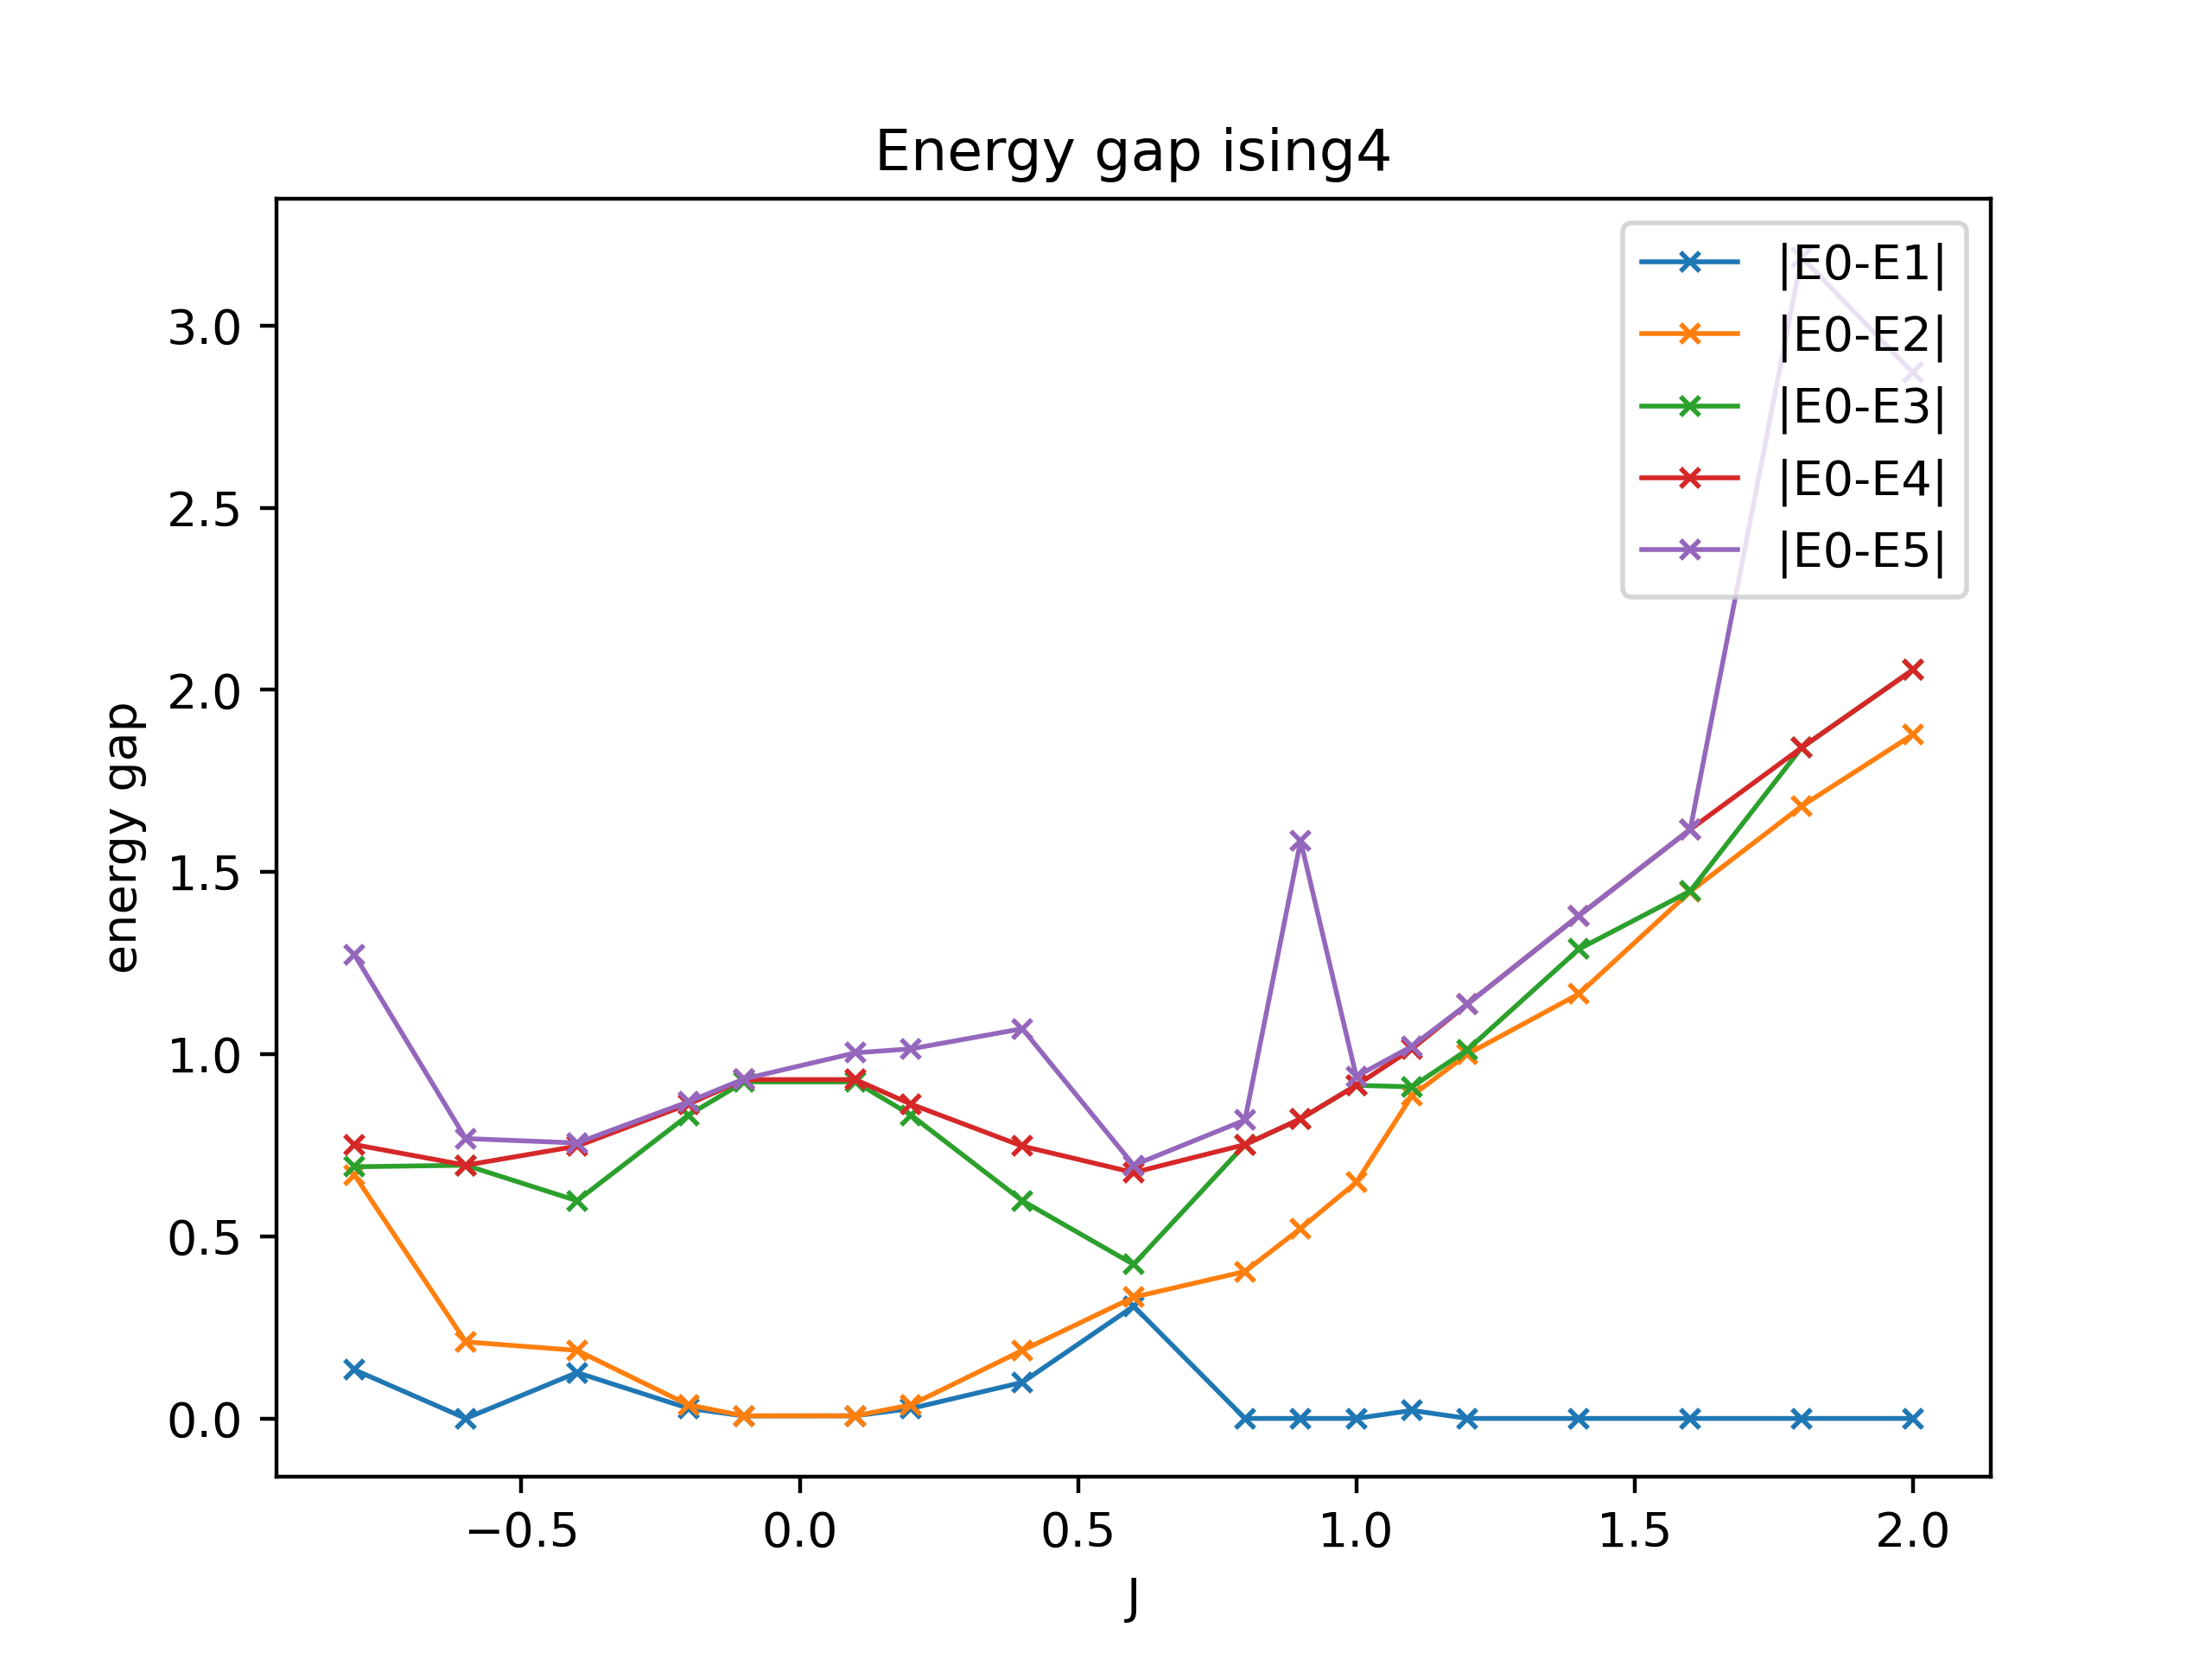 Energy gap ising4
|E0-E1|
|E0-E2|
|E0-E3|
|E0-E4|
|E0-E5|
energy gap
3.0
2.5
2.0
1.5
1.0
0.5
0.0
−0.5 0.0 0.5 1.0 1.5 2.0
J